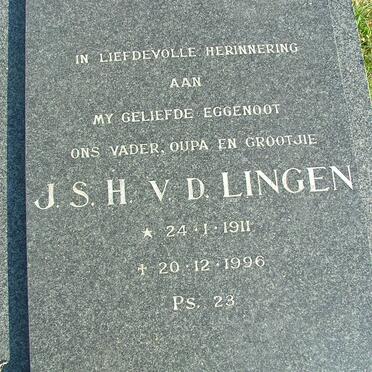 IN LIEFDEVOLLE HERINNERING
AAN
MY GELIEFDE EGGENOOT
ONS VADER, OUPA EN GROOTJIE
J. S. H. V. D. LINGEN
★ 24·1·1911
✝ 20·12·1996
Ps. 23